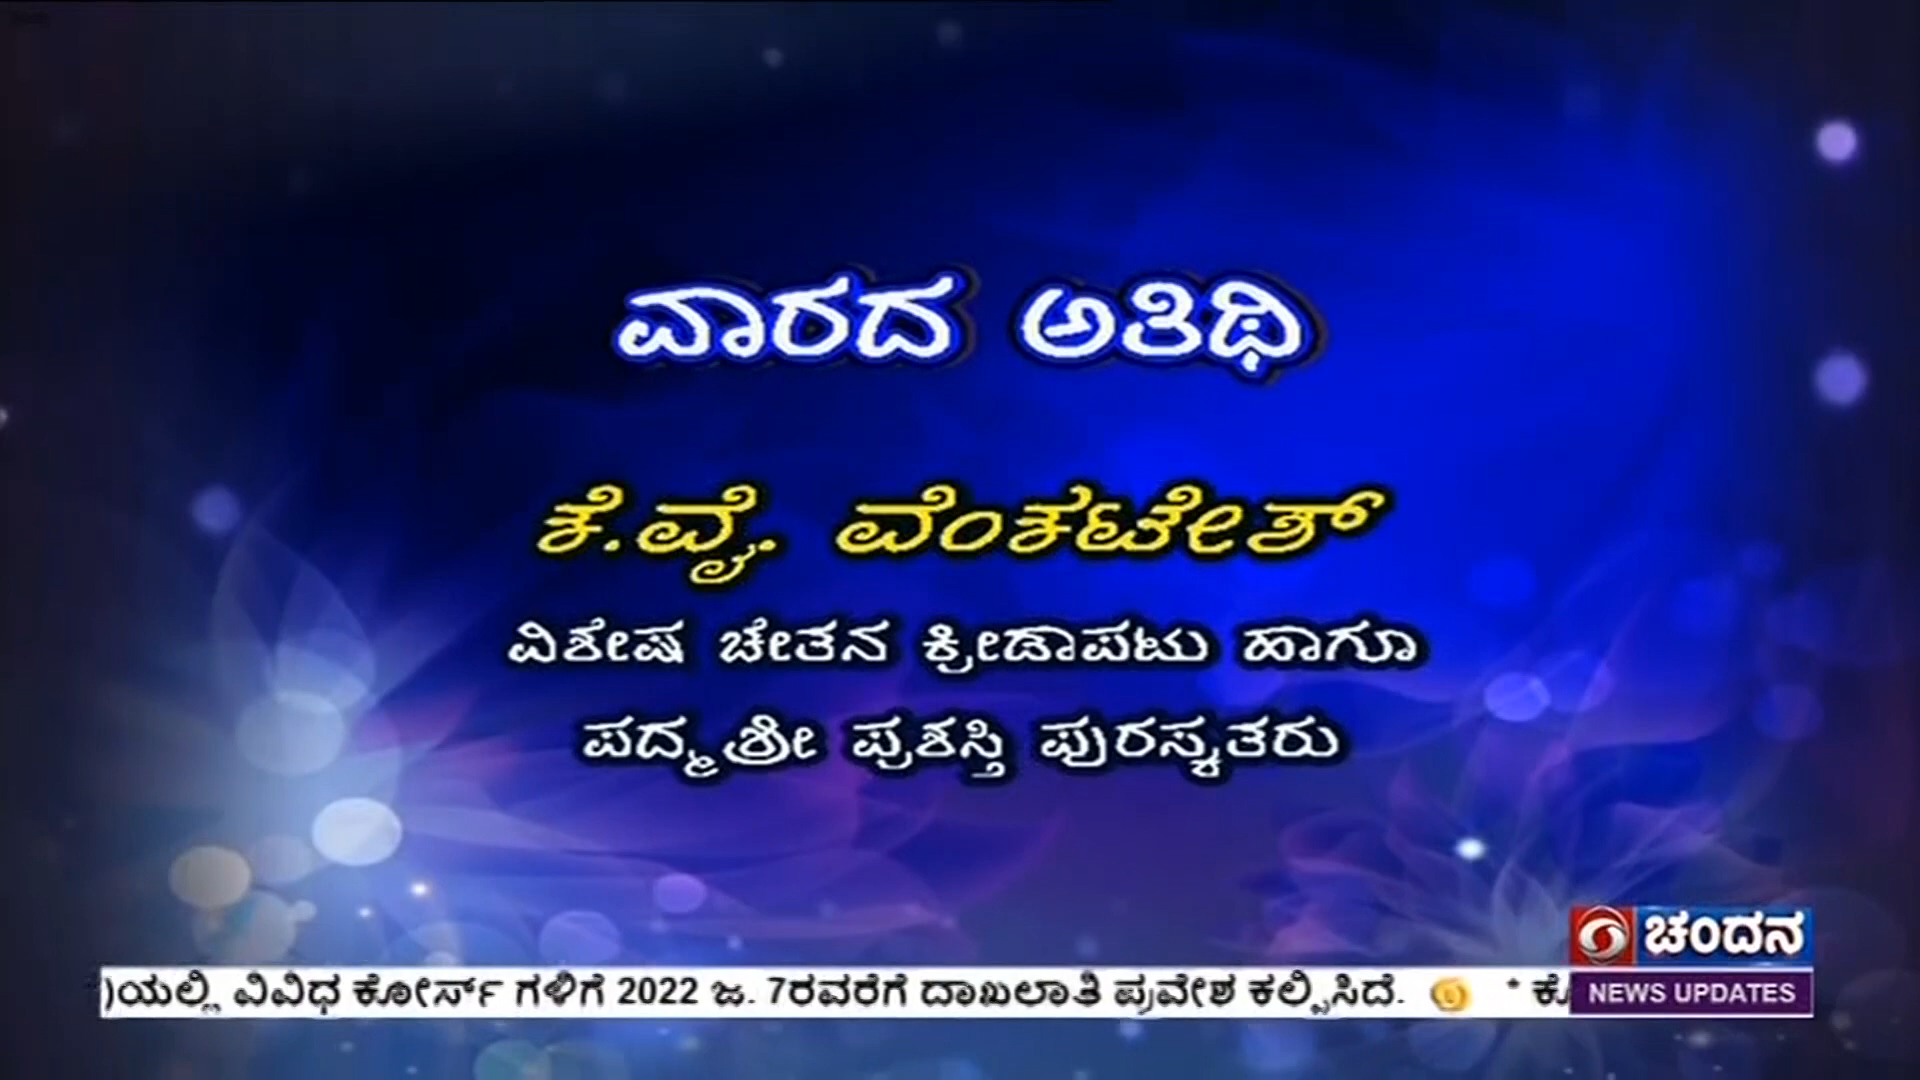 ವಾರದ ಅತಿಥಿ
ಕೆ.ವೈ. ವೆಂಕಟೇಶ್
ವಿಶೇಷ ಚೇತನ ಕ್ರೀಡಾಪಟು ಹಾಗೂ
ಪದ್ಮಶ್ರೀ ಪ್ರಶಸ್ತಿ ಪುರಸ್ಕೃತರು
ಚಂದನ
)ಯಲ್ಲಿ ವಿವಿಧ ಕೋರ್ಸ್ ಗಳಿಗೆ 2022 ಜ. 7ರವರೆಗೆ ದಾಖಲಾತಿ ಪ್ರವೇಶ ಕಲ್ಪಿಸಿದೆ. * ಕೊ
NEWS UPDATES